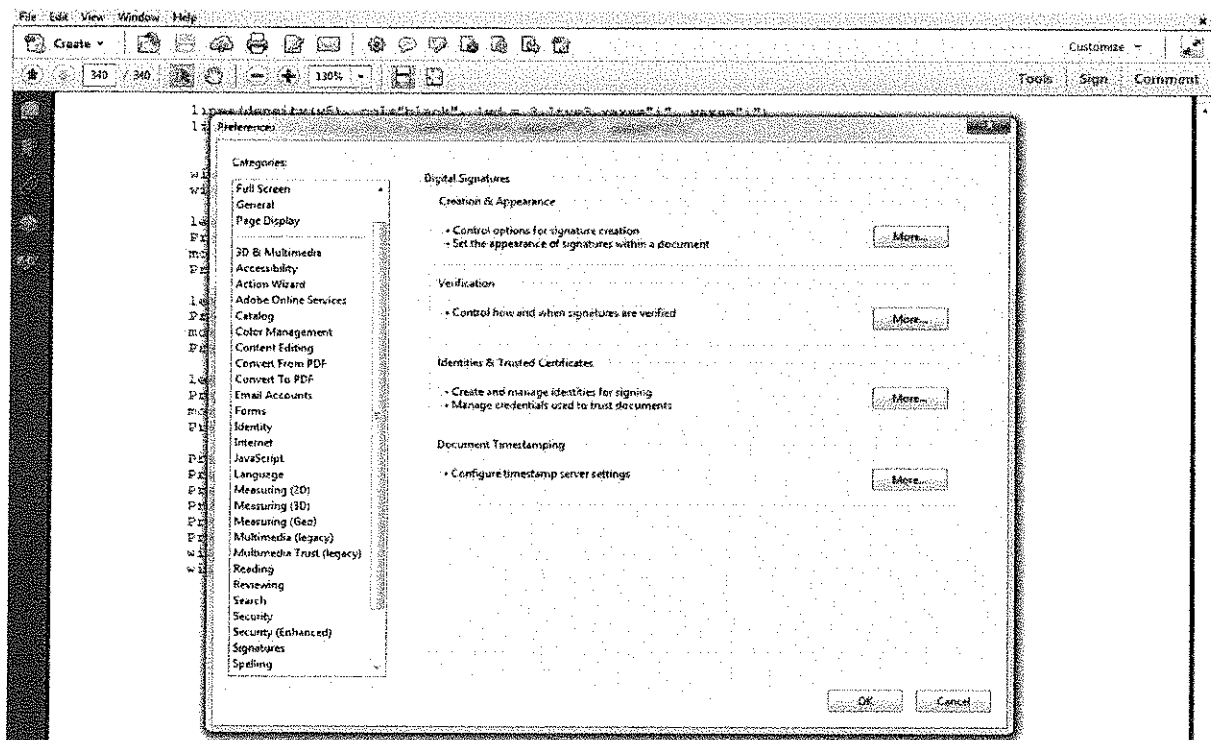 File Edit View Window Help
Create Customize
340 / 340 130% Tools Sign Comment
Preferences
Categories:
Full Screen
General
Page Display
3D & Multimedia
Accessibility
Action Wizard
Adobe Online Services
Catalog
Color Management
Content Editing
Convert From PDF
Convert To PDF
Email Accounts
Forms
Identity
Internet
JavaScript
Language
Measuring (2D)
Measuring (3D)
Measuring (Geo)
Multimedia (legacy)
Multimedia Trust (legacy)
Reading
Reviewing
Search
Security
Security (Enhanced)
Signatures
Spelling
Digital Signatures
Creation & Appearance
• Control options for signature creation
• Set the appearance of signatures within a document
More...
Verification
• Control how and when signatures are verified
More...
Identities & Trusted Certificates
• Create and manage identities for signing
• Manage credentials used to trust documents
More...
Document Timestamping
• Configure timestamp server settings
More...
OK Cancel